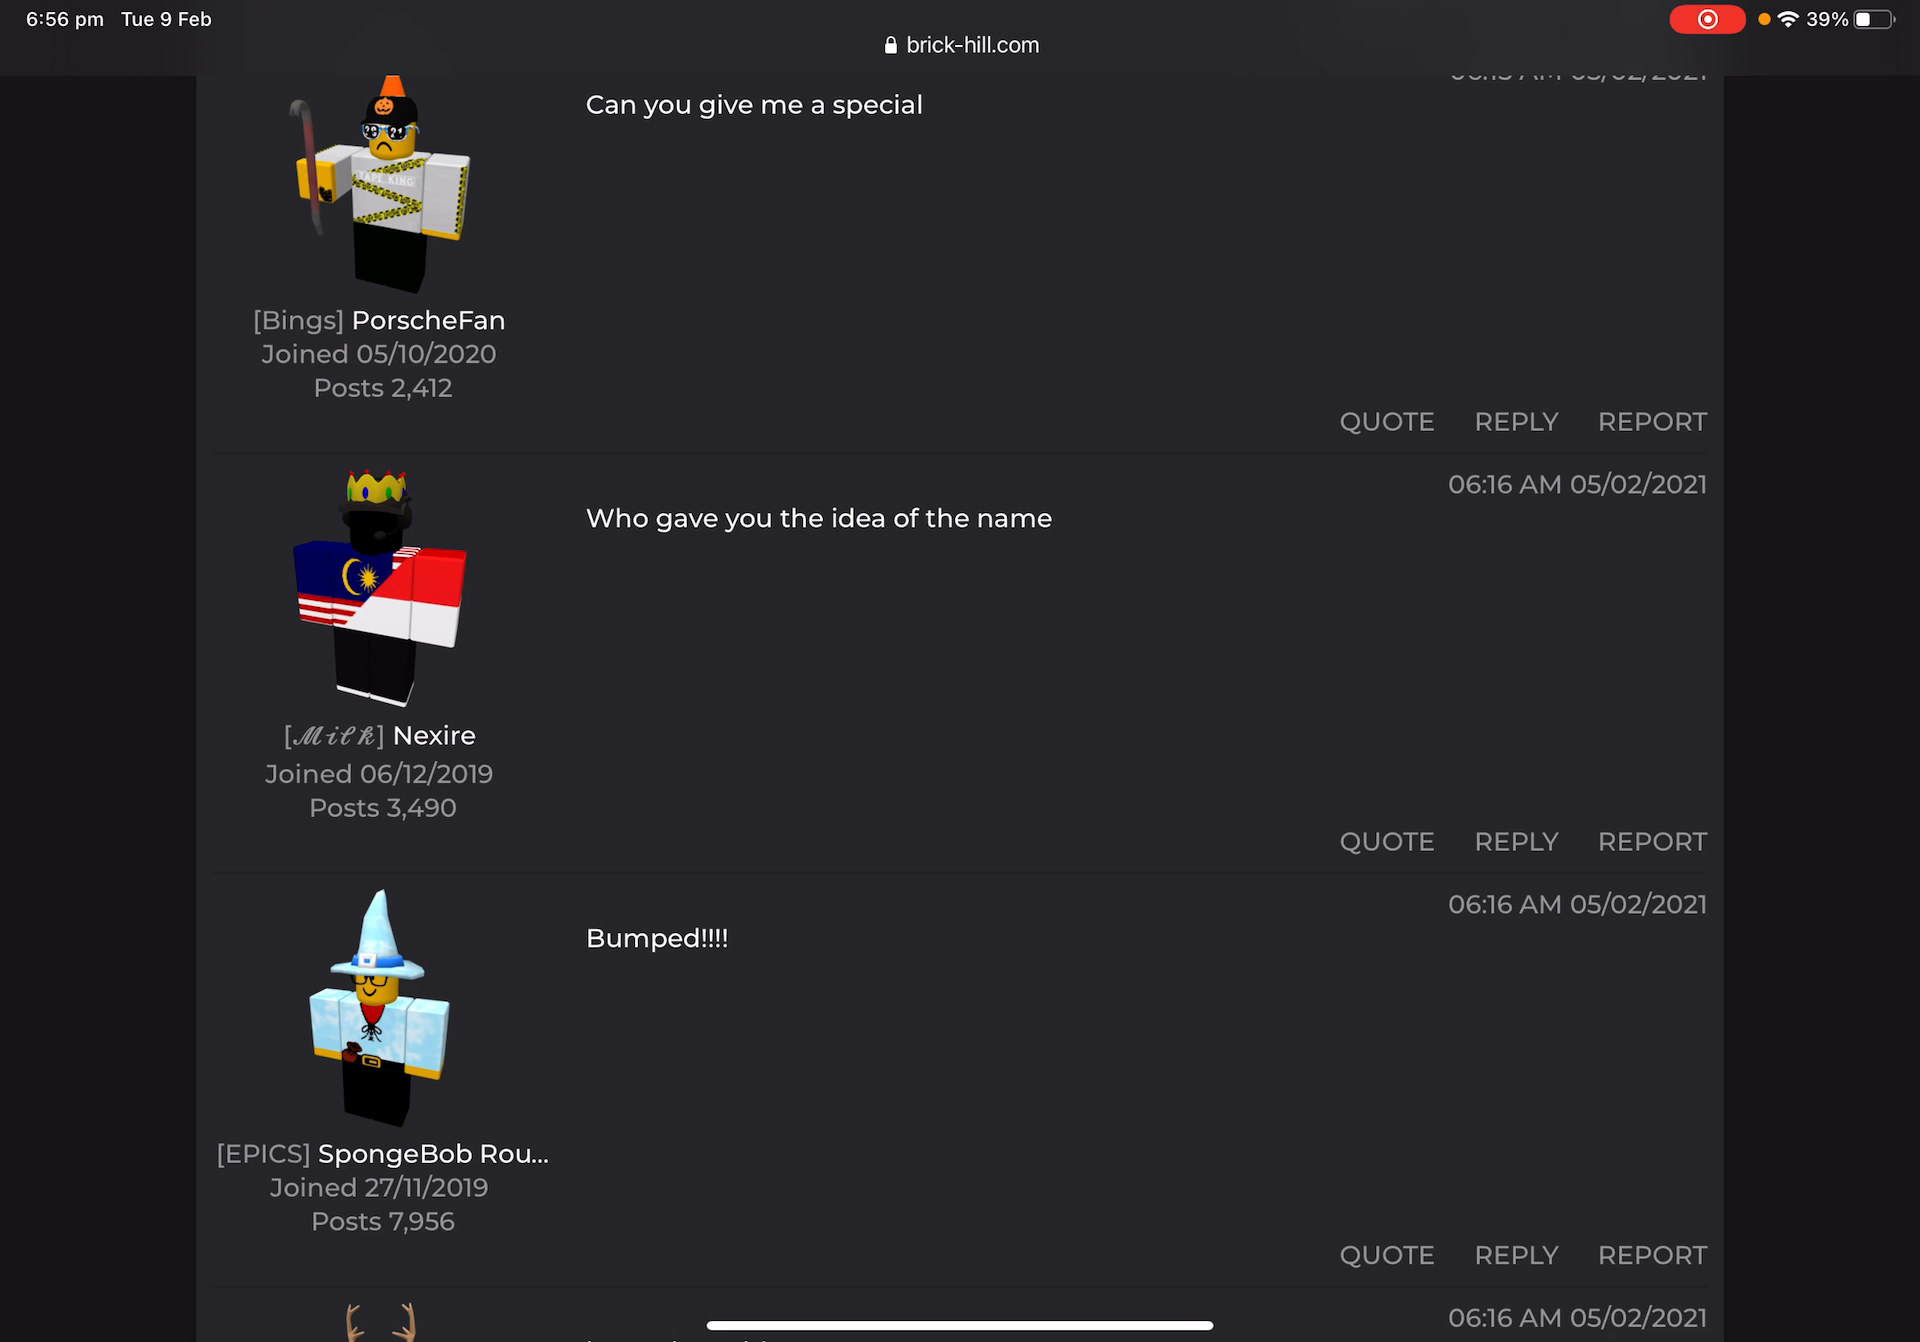 6:56 pm Tue 9 Feb
39%
brick-hill.com
Can you give me a special
TAPE KING
[Bings] PorscheFan
Joined 05/10/2020
Posts 2,412
QUOTE REPLY REPORT
06:16 AM 05/02/2021
Who gave you the idea of the name
[𝓜𝓲𝓵𝓴] Nexire
Joined 06/12/2019
Posts 3,490
QUOTE REPLY REPORT
06:16 AM 05/02/2021
Bumped!!!!
[EPICS] SpongeBob Rou...
Joined 27/11/2019
Posts 7,956
QUOTE REPLY REPORT
06:16 AM 05/02/2021